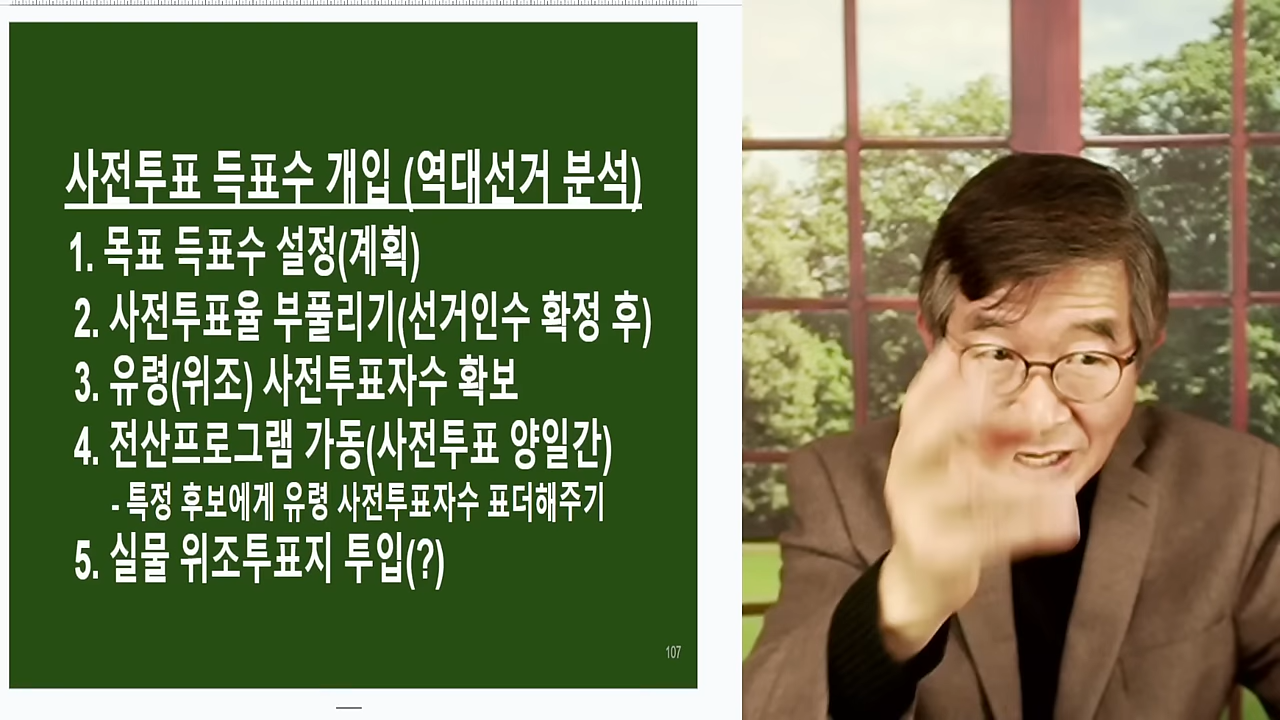 사전투표 득표수 개입 (역대선거 분석)
1. 목표 득표수 설정(계획)
2. 사전투표율 부풀리기(선거인수 확정 후)
3. 유령(위조) 사전투표자수 확보
4. 전산프로그램 가동(사전투표 양일간)
- 특정 후보에게 유령 사전투표자수 표더해주기
5. 실물 위조투표지 투입(?)
107